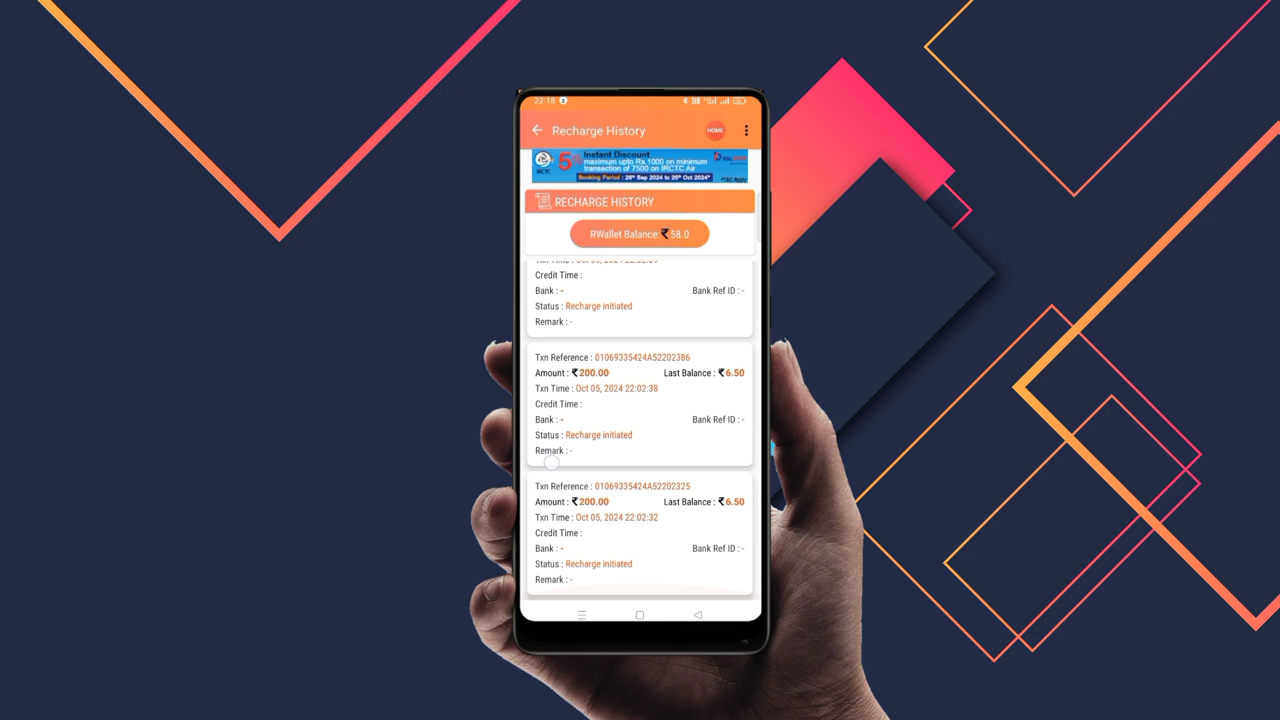 22:18
Recharge History
HOME
IRCTC
Instant Discount
maximum upto Rs.1000 on minimum
transaction of 7500 on IRCTC Air
Booking Period : 26th Sep 2024 to 25th Oct 2024*
*T&C Apply
RECHARGE HISTORY
RWallet Balance ₹ 58.0
Credit Time :
Bank : - Bank Ref ID : -
Status : Recharge initiated
Remark : -
Txn Reference : 01069335424A52202386
Amount : ₹200.00 Last Balance : ₹6.50
Txn Time : Oct 05, 2024 22:02:38
Credit Time :
Bank : - Bank Ref ID : -
Status : Recharge initiated
Remark : -
Txn Reference : 01069335424A52202325
Amount : ₹200.00 Last Balance : ₹6.50
Txn Time : Oct 05, 2024 22:02:32
Credit Time :
Bank : - Bank Ref ID : -
Status : Recharge initiated
Remark : -